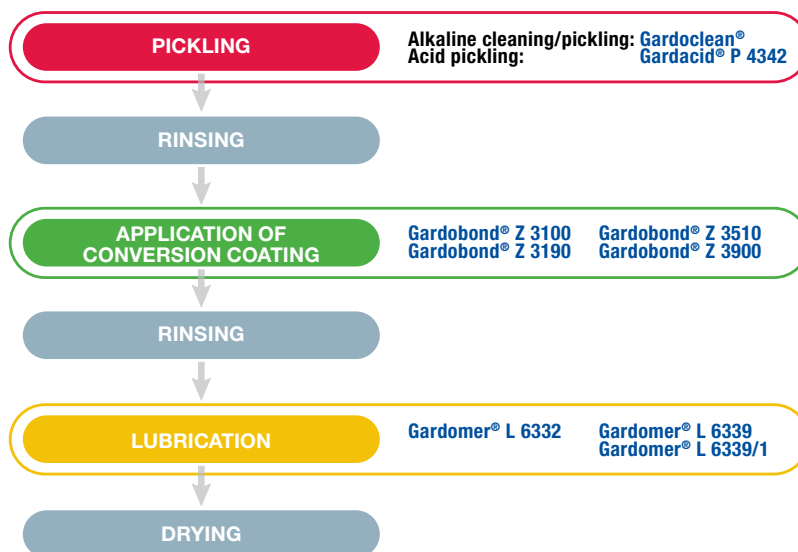 PICKLING
Alkaline cleaning/pickling: Gardoclean®
Acid pickling: Gardacid® P 4342
RINSING
APPLICATION OF
CONVERSION COATING
Gardobond® Z 3100 Gardobond® Z 3510
Gardobond® Z 3190 Gardobond® Z 3900
RINSING
LUBRICATION
Gardomer® L 6332 Gardomer® L 6339
Gardomer® L 6339/1
DRYING